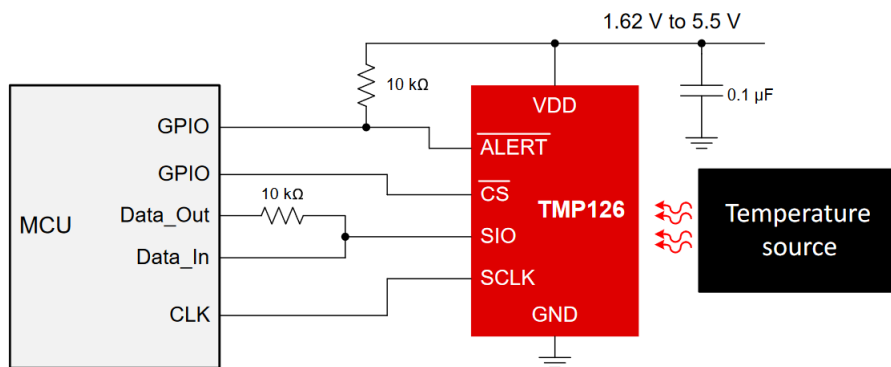 1.62 V to 5.5 V
10 kΩ
0.1 µF
VDD
GPIO
ALERT
GPIO
CS
10 kΩ
TMP126
Temperature
source
Data_Out
MCU
SIO
Data_In
SCLK
CLK
GND